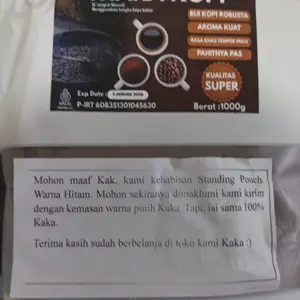 BIJI KOPI ROBUSTA
AROMA KUAT
RASA KHAS TEMPOE DULU
PAHITNYA PAS
KUALITAS
SUPER
Exp Date :
P-IRT 608351301045630
Berat :1000g
Mohon maaf Kak, kami kehabisan Standing Pouch
Warna Hitam. Mohon sekiranya dimaklumi kami kirim
dengan kemasan warna putih Kaka. Tapi, isi sama 100%
Kaka.
Terima kasih sudah berbelanja di toko kami Kaka :)